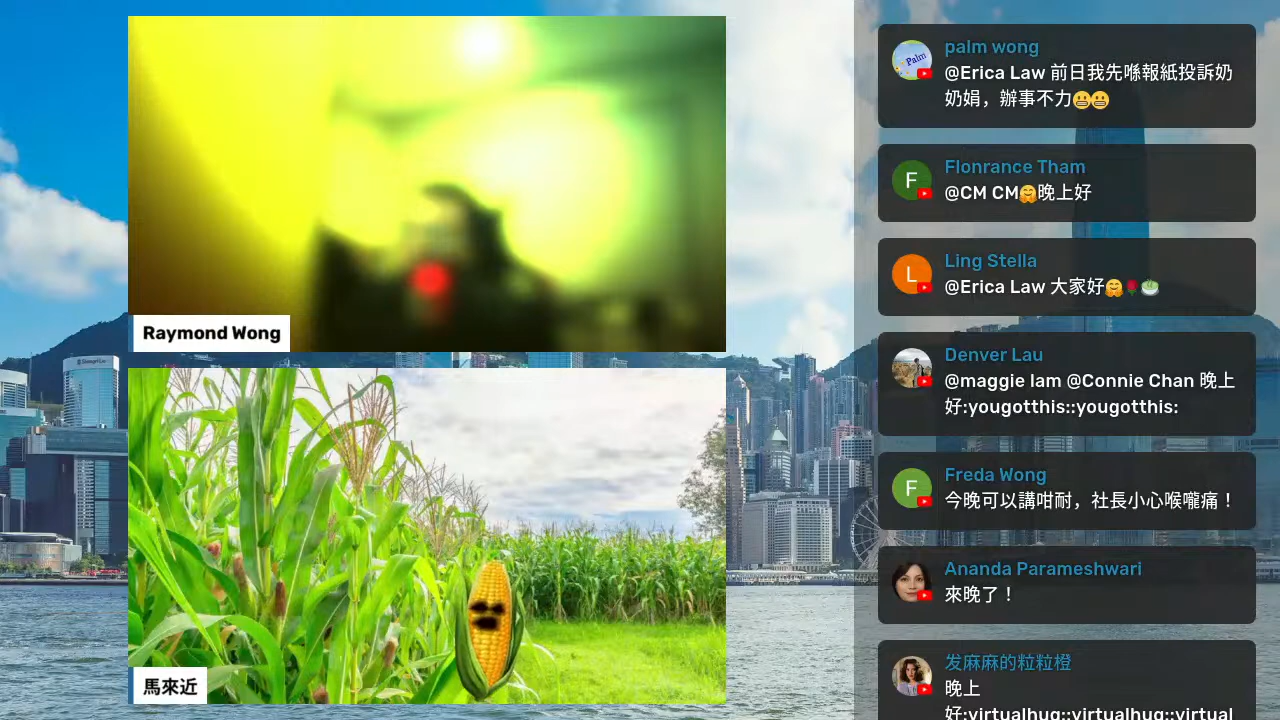 Raymond Wong
馬來近
palm wong
@Erica Law 前日我先喺報紙投訴奶
奶娟，辦事不力😬😬
Flonrance Tham
@CM CM🤗晚上好
Ling Stella
@Erica Law 大家好🤗🌹🍵
Denver Lau
@maggie lam @Connie Chan 晚上
好:yougotthis::yougotthis:
Freda Wong
今晚可以講咁耐，社長小心喉嚨痛！
Ananda Parameshwari
來晚了！
发麻麻的粒粒橙
晚上
好:virtualhug::virtualhug::virtual